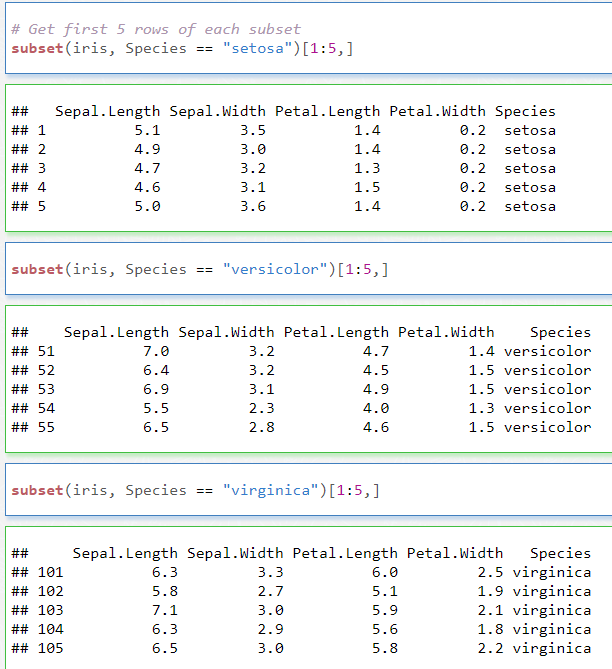 # Get first 5 rows of each subset
subset(iris, Species == "setosa")[1:5,]
##   Sepal.Length Sepal.Width Petal.Length Petal.Width Species
## 1          5.1         3.5          1.4         0.2  setosa
## 2          4.9         3.0          1.4         0.2  setosa
## 3          4.7         3.2          1.3         0.2  setosa
## 4          4.6         3.1          1.5         0.2  setosa
## 5          5.0         3.6          1.4         0.2  setosa
subset(iris, Species == "versicolor")[1:5,]
##    Sepal.Length Sepal.Width Petal.Length Petal.Width    Species
## 51          7.0         3.2          4.7         1.4 versicolor
## 52          6.4         3.2          4.5         1.5 versicolor
## 53          6.9         3.1          4.9         1.5 versicolor
## 54          5.5         2.3          4.0         1.3 versicolor
## 55          6.5         2.8          4.6         1.5 versicolor
subset(iris, Species == "virginica")[1:5,]
##     Sepal.Length Sepal.Width Petal.Length Petal.Width   Species
## 101          6.3         3.3          6.0         2.5 virginica
## 102          5.8         2.7          5.1         1.9 virginica
## 103          7.1         3.0          5.9         2.1 virginica
## 104          6.3         2.9          5.6         1.8 virginica
## 105          6.5         3.0          5.8         2.2 virginica